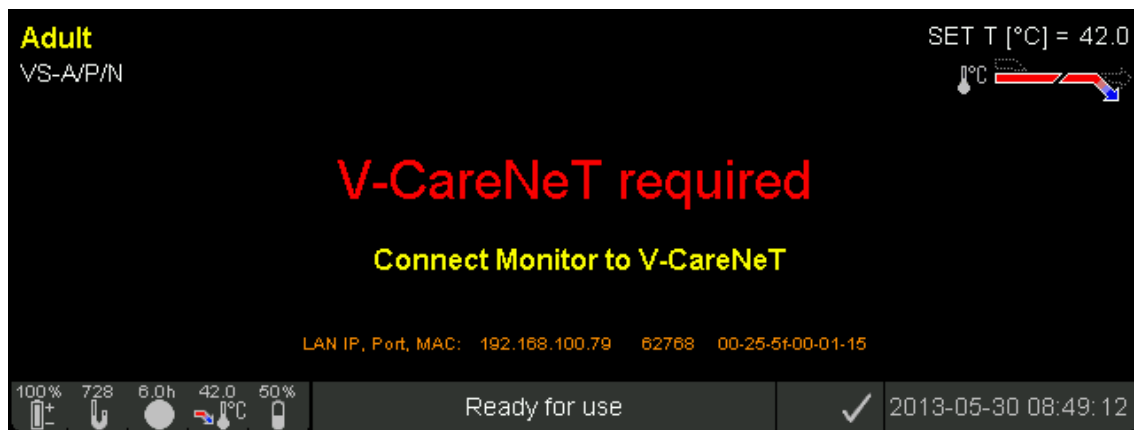 Adult
SET T [°C] = 42.0
VS-A/P/N
°C
V-CareNeT required
Connect Monitor to V-CareNeT
LAN IP, Port, MAC: 192.168.100.79 62768 00-25-5f-00-01-15
100% 728 6.0h 42.0 50%
°C
Ready for use
2013-05-30 08:49:12